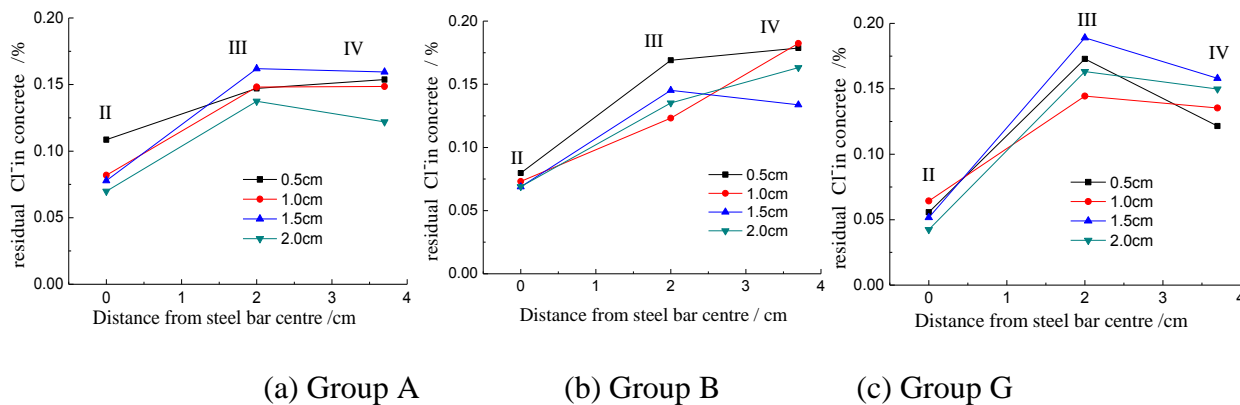 residual Cl⁻in concrete /%
0.20
0.15
0.10
0.05
0.00
II
III
IV
0.5cm
1.0cm
1.5cm
2.0cm
0 1 2 3 4
Distance from steel bar centre /cm
residual Cl⁻in concrete /%
0.20
0.15
0.10
0.05
0.00
II
III
IV
0.5cm
1.0cm
1.5cm
2.0cm
0 1 2 3 4
Distance from steel bar centre / cm
residual Cl⁻in concrete /%
0.20
0.15
0.10
0.05
0.00
II
III
IV
0.5cm
1.0cm
1.5cm
2.0cm
0 1 2 3 4
Distance from steel bar centre /cm
(a) Group A (b) Group B (c) Group G